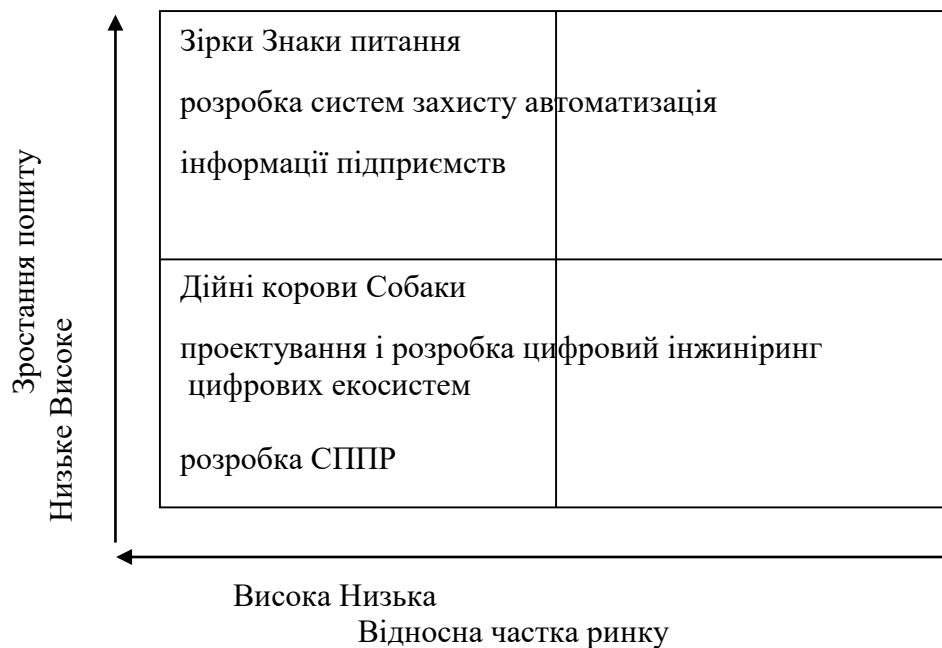 Зірки Знаки питання
розробка систем захисту автоматизація
інформації підприємств
Дійні корови Собаки
проектування і розробка цифровий інжиніринг
цифрових екосистем
розробка СППР
Зростання попиту
Низьке Високе
Висока Низька
Відносна частка ринку